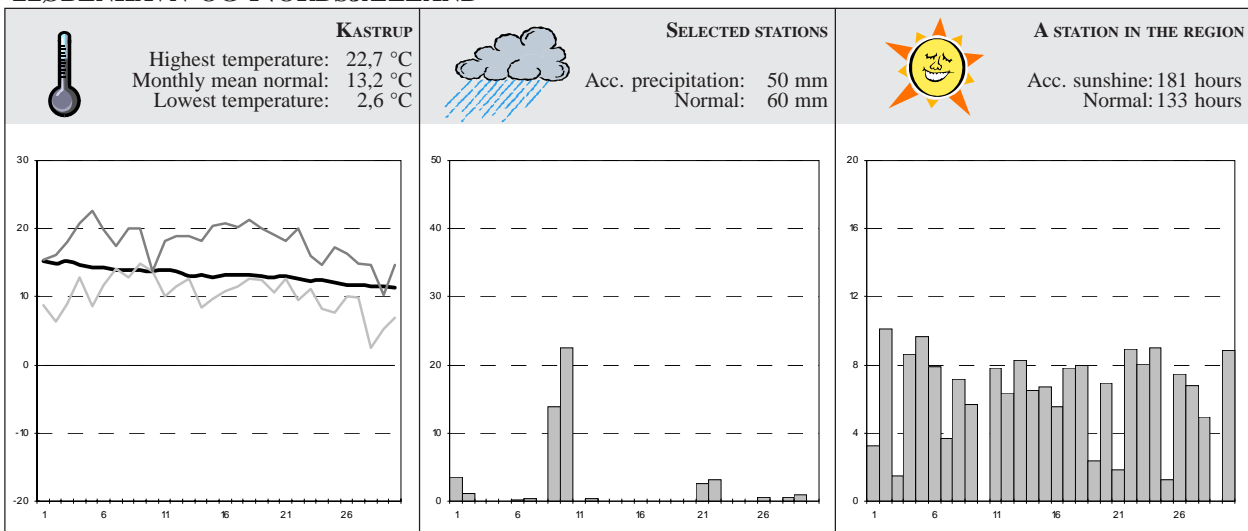 KASTRUP
Highest temperature: 22,7 °C
Monthly mean normal: 13,2 °C
Lowest temperature: 2,6 °C
SELECTED STATIONS
Acc. precipitation: 50 mm
Normal: 60 mm
A STATION IN THE REGION
Acc. sunshine: 181 hours
Normal: 133 hours
30
20
10
0
-10
-20
1 6 11 16 21 26
50
40
30
20
10
0
1 6 11 16 21 26
20
16
12
8
4
0
1 6 11 16 21 26